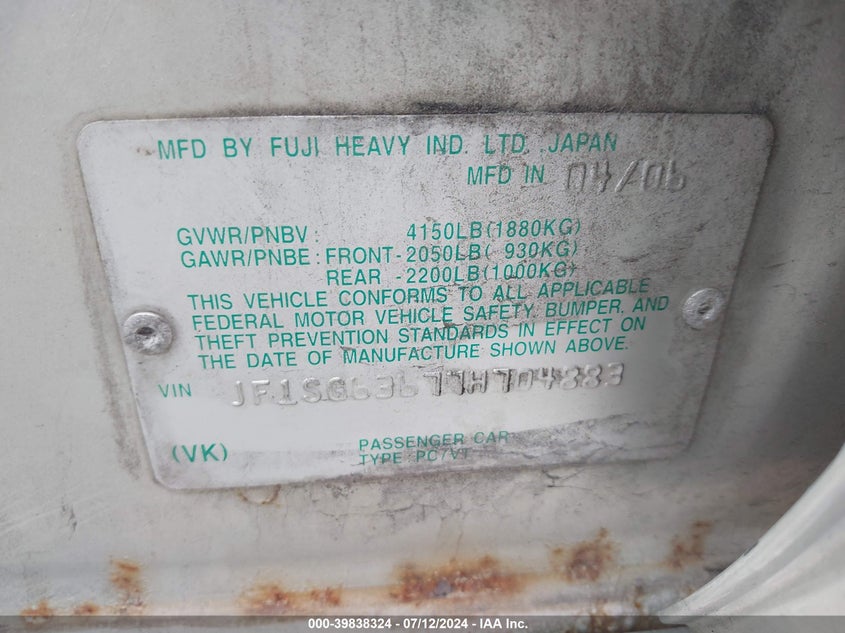 MFD BY FUJI HEAVY IND. LTD. JAPAN
MFD IN 04/06
GVWR/PNBV: 4150LB(1880KG)
GAWR/PNBE: FRONT-2050LB( 930KG)
REAR -2200LB(1000KG)
THIS VEHICLE CONFORMS TO ALL APPLICABLE
FEDERAL MOTOR VEHICLE SAFETY, BUMPER, AND
THEFT PREVENTION STANDARDS IN EFFECT ON
THE DATE OF MANUFACTURE SHOWN ABOVE.
VIN JF1SG63677H704883
(VK) PASSENGER CAR
TYPE PC/VT
000-39838324 - 07/12/2024 - IAA Inc.